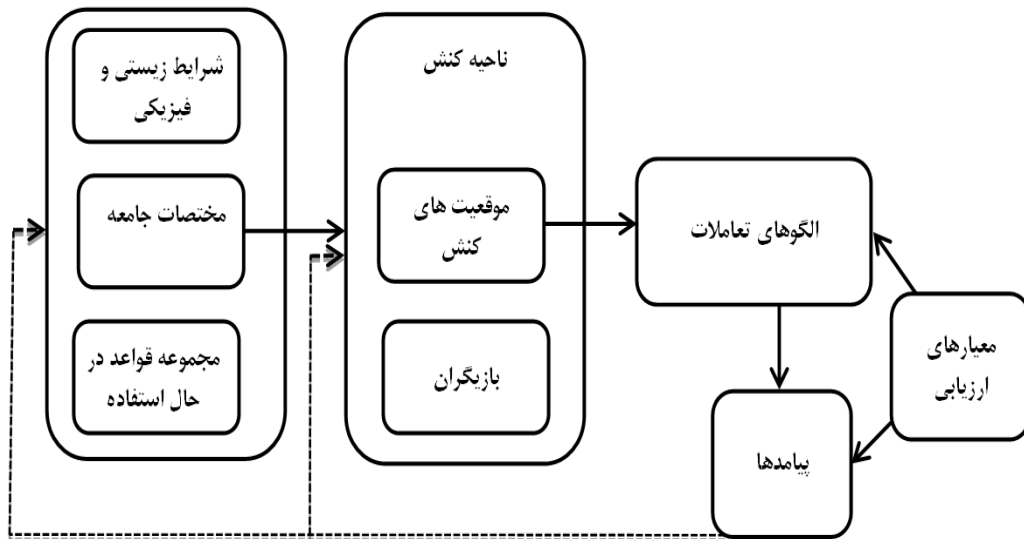 شرایط زیستی و
فیزیکی
مختصات جامعه
مجموعه قواعد در
حال استفاده
ناحیه کنش
موقعیت های
کنش
بازیگران
الگوهای تعاملات
پیامدها
معیارهای
ارزیابی